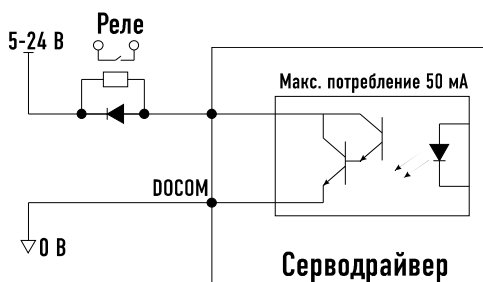 Реле
5-24 В
Макс. потребление 50 мА
DOCOM
0 В
Серводрайвер